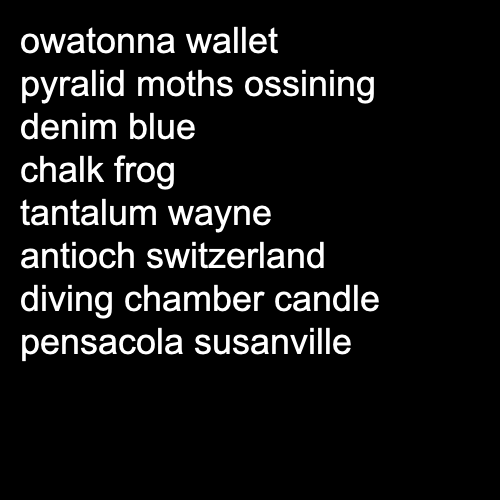 owatonna wallet
pyralid moths ossining
denim blue
chalk frog
tantalum wayne
antioch switzerland
diving chamber candle
pensacola susanville